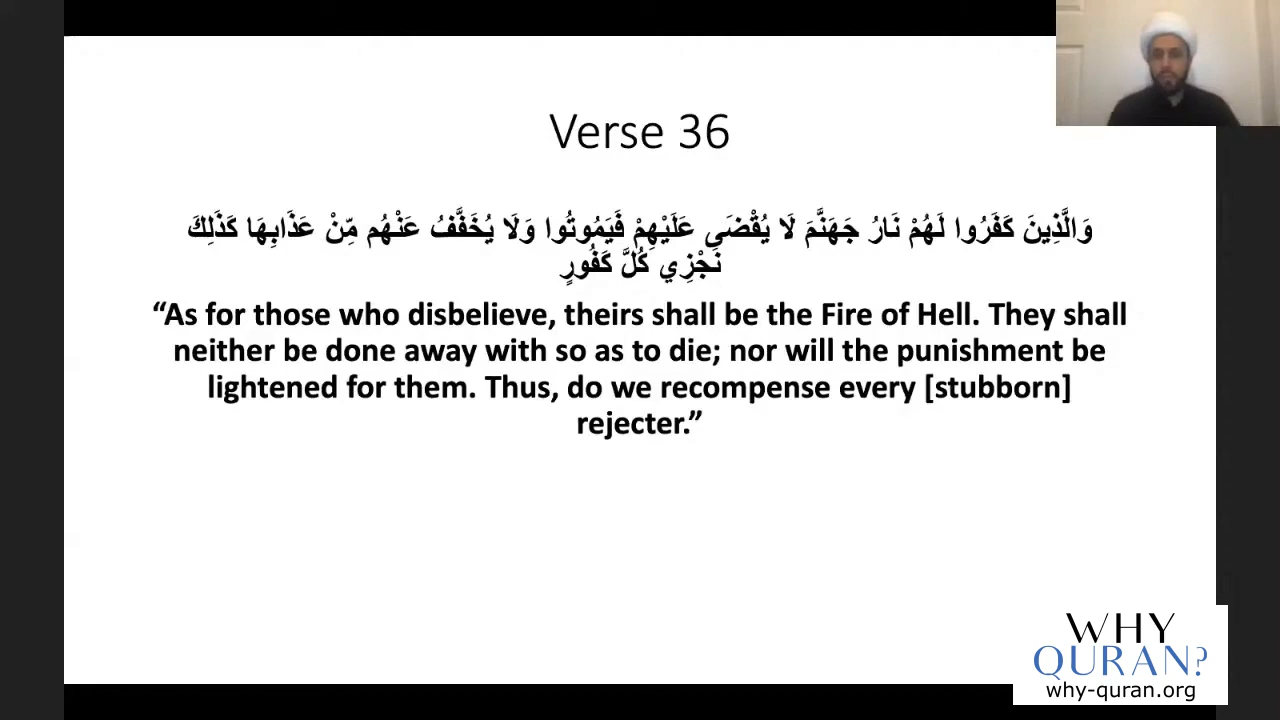 Verse 36
وَالَّذِينَ كَفَرُوا لَهُمْ نَارُ جَهَنَّمَ لَا يُقْضَى عَلَيْهِمْ فَيَمُوتُوا وَلَا يُخَفَّفُ عَنْهُم مِّنْ عَذَابِهَا كَذَلِكَ
نَجْزِي كُلَّ كَفُورٍ
“As for those who disbelieve, theirs shall be the Fire of Hell. They shall
neither be done away with so as to die; nor will the punishment be
lightened for them. Thus, do we recompense every [stubborn]
rejecter.”
WHY
QURAN?
why-quran.org